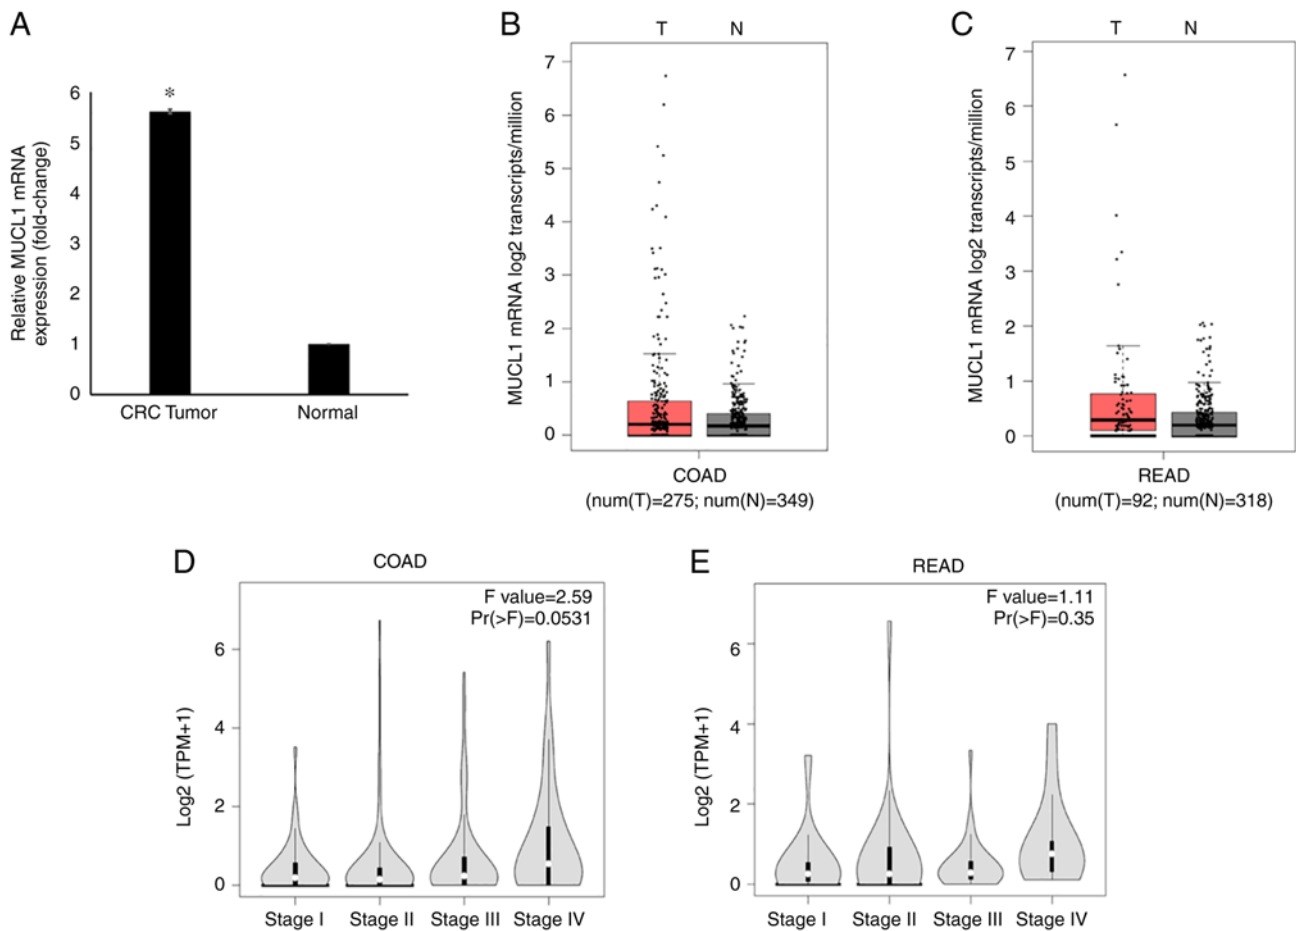 A
Relative MUCL1 mRNA
expression (fold-change)
6
5
4
3
2
1
0
*
CRC Tumor
Normal
B
T
N
MUCL1 mRNA log2 transcripts/million
7
6
5
4
3
2
1
0
COAD
(num(T)=275; num(N)=349)
C
T
N
MUCL1 mRNA log2 transcripts/million
7
6
5
4
3
2
1
0
READ
(num(T)=92; num(N)=318)
D
COAD
F value=2.59
Pr(>F)=0.0531
Log2 (TPM+1)
6
4
2
0
Stage I
Stage II
Stage III
Stage IV
E
READ
F value=1.11
Pr(>F)=0.35
Log2 (TPM+1)
6
4
2
0
Stage I
Stage II
Stage III
Stage IV